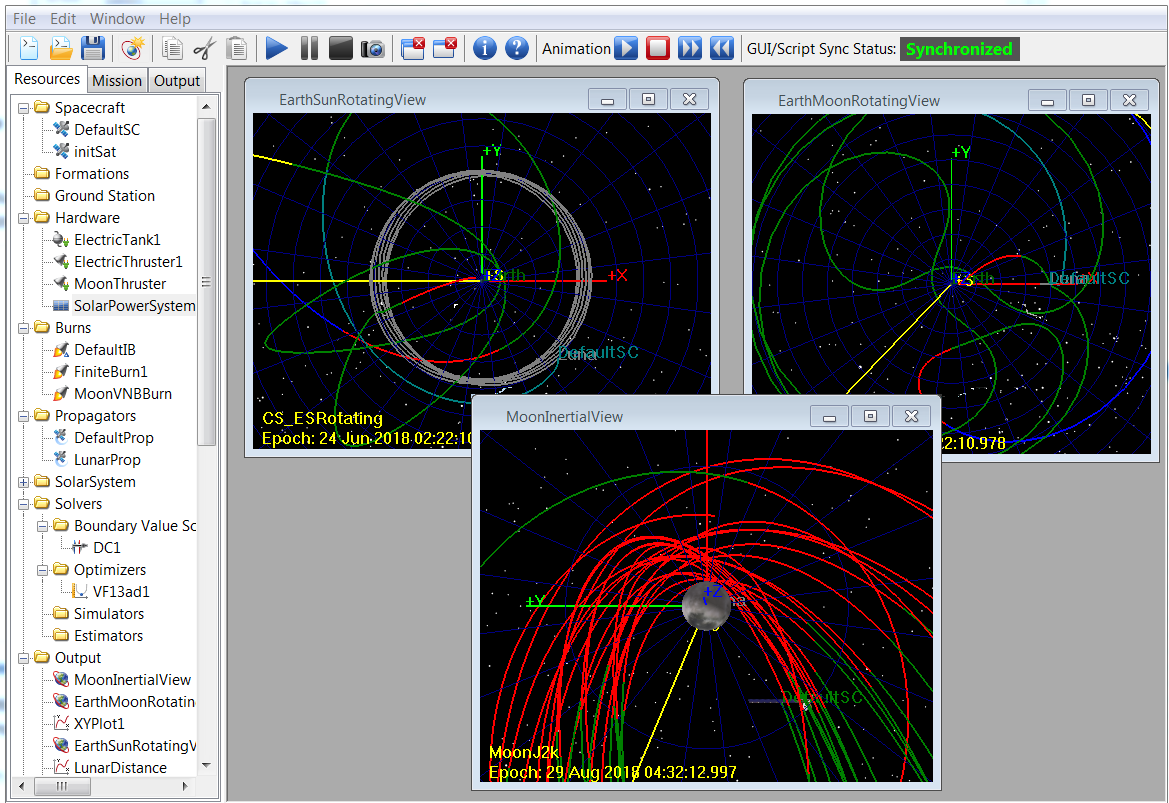 File Edit Window Help
Animation
GUI/Script Sync Status: Synchronized
Resources Mission Output
Spacecraft
DefaultSC
initSat
Formations
Ground Station
Hardware
ElectricTank1
ElectricThruster1
MoonThruster
SolarPowerSystem
Burns
DefaultIB
FiniteBurn1
MoonVNBBurn
Propagators
DefaultProp
LunarProp
SolarSystem
Solvers
Boundary Value Sc
DC1
Optimizers
VF13ad1
Simulators
Estimators
Output
MoonInertialView
EarthMoonRotatin
XYPlot1
EarthSunRotatingV
LunarDistance
EarthSunRotatingView
+Y
+X
DefaultSC
Luna
CS_ESRotating
Epoch: 24 Jun 2018 02:22:10
EarthMoonRotatingView
+Y
DefaultSC
22:10.978
MoonInertialView
+Y
+Z
DefaultSC
MoonJ2k
Epoch: 29 Aug 2018 04:32:12.997